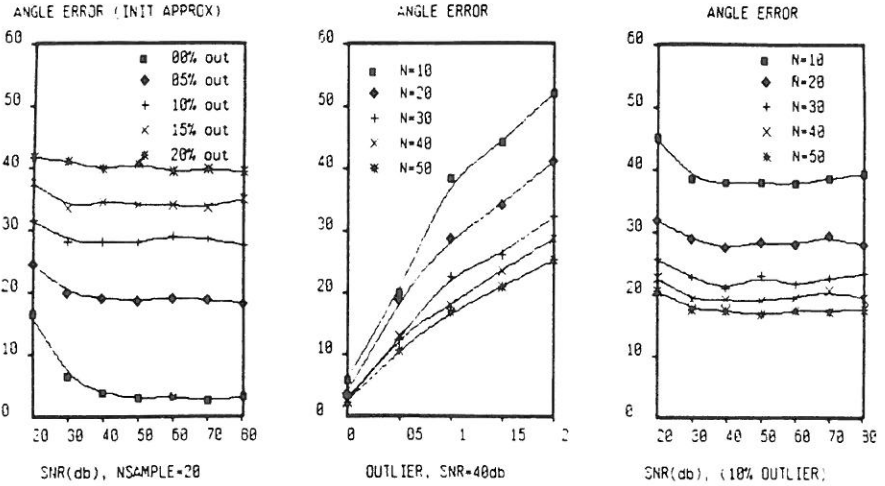 ANGLE ERROR (INIT APPROX)
60
50
40
30
20
10
0
00% out
05% out
10% out
15% out
20% out
20 30 40 50 60 70 80
SNR(db), NSAMPLE=20
ANGLE ERROR
60
50
40
30
20
10
0
N=10
N=20
N=30
N=40
N=50
0 05 1 15 2
OUTLIER, SNR=40db
ANGLE ERROR
60
50
40
30
20
10
0
N=10
N=20
N=30
N=40
N=50
20 30 40 50 60 70 80
SNR(db), (10% OUTLIER)